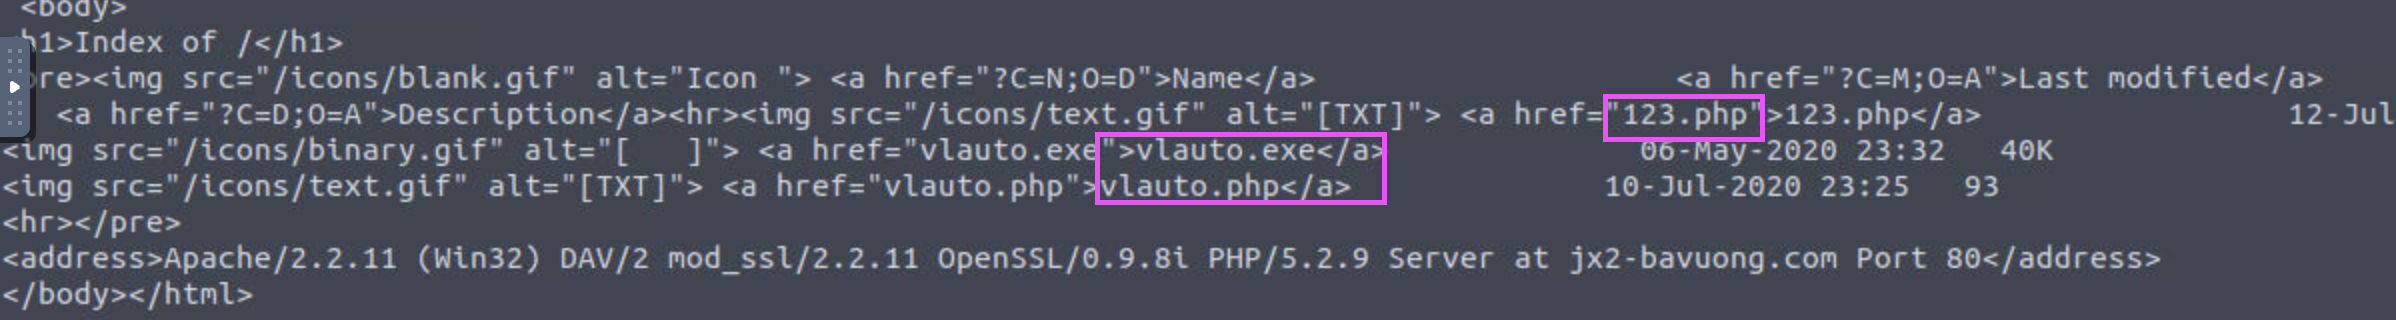 <body>
h1>Index of /</h1>
pre><img src="/icons/blank.gif" alt="Icon "> <a href="?C=N;O=D">Name</a>                    <a href="?C=M;O=A">Last modified</a>
<a href="?C=D;O=A">Description</a><hr><img src="/icons/text.gif" alt="[TXT]"> <a href="123.php">123.php</a>                 12-Jul
<img src="/icons/binary.gif" alt="[   ]"> <a href="vlauto.exe">vlauto.exe</a>              06-May-2020 23:32   40K
<img src="/icons/text.gif" alt="[TXT]"> <a href="vlauto.php">vlauto.php</a>              10-Jul-2020 23:25   93
<hr></pre>
<address>Apache/2.2.11 (Win32) DAV/2 mod_ssl/2.2.11 OpenSSL/0.9.8i PHP/5.2.9 Server at jx2-bavuong.com Port 80</address>
</body></html>